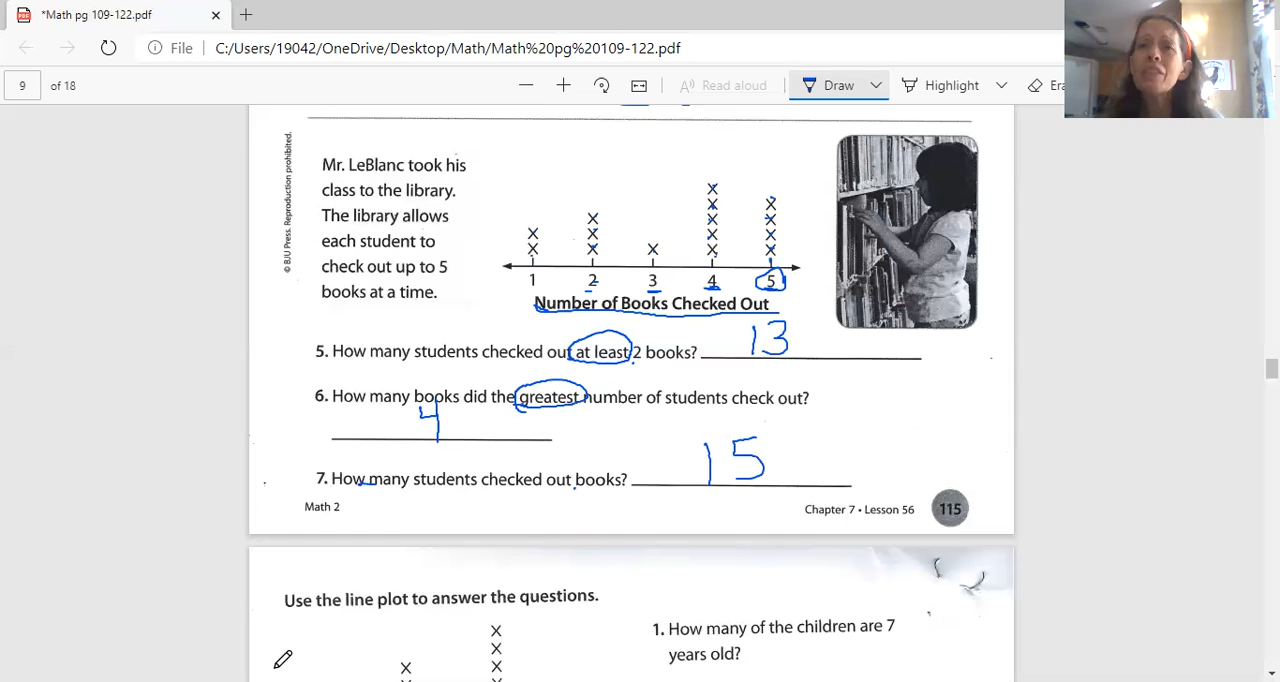 *Math pg 109-122.pdf
File C:/Users/19042/OneDrive/Desktop/Math/Math%20pg%20109-122.pdf
9 of 18 Read aloud Draw Highlight Era
© BJU Press. Reproduction prohibited.
Mr. LeBlanc took his
class to the library.
The library allows
each student to
check out up to 5
books at a time.
X X
X X X
X X X
X X X X
X X X X X
1 2 3 4 5
Number of Books Checked Out
5. How many students checked out at least 2 books? 13
6. How many books did the greatest number of students check out?
4
7. How many students checked out books? 15
Math 2 Chapter 7 • Lesson 56 115
Use the line plot to answer the questions.
X
X
X X
1. How many of the children are 7
years old?